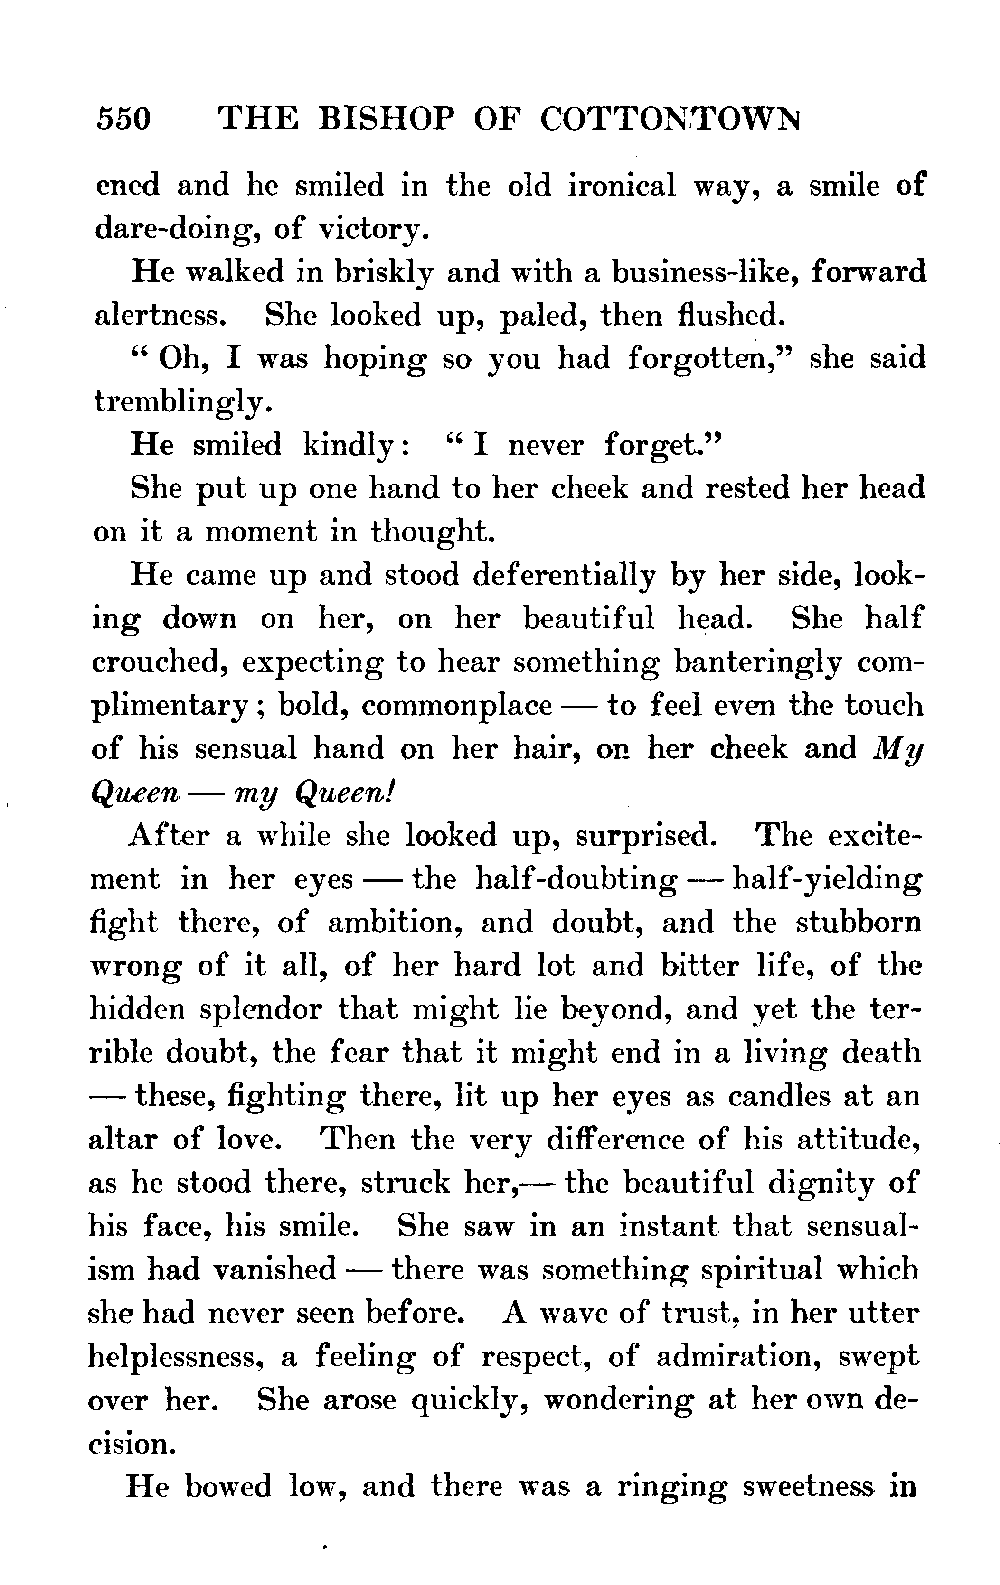 550 THE BISHOP OF COTTONTOWN
ened and he smiled in the old ironical way, a smile of
dare-doing, of victory.
He walked in briskly and with a business-like, forward
alertness. She looked up, paled, then flushed.
" Oh, I was hoping so you had forgotten," she said
tremblingly.
He smiled kindly: " I never forget."
She put up one hand to her cheek and rested her head
on it a moment in thought.
He came up and stood deferentially by her side, look-
ing down on her, on her beautiful head. She half
crouched, expecting to hear something banteringly com-
plimentary; bold, commonplace — to feel even the touch
of his sensual hand on her hair, on her cheek and My
Queen — my Queen!
After a while she looked up, surprised. The excite-
ment in her eyes — the half-doubting — half-yielding
fight there, of ambition, and doubt, and the stubborn
wrong of it all, of her hard lot and bitter life, of the
hidden splendor that might lie beyond, and yet the ter-
rible doubt, the fear that it might end in a living death
— these, fighting there, lit up her eyes as candles at an
altar of love. Then the very difference of his attitude,
as he stood there, struck her,— the beautiful dignity of
his face, his smile. She saw in an instant that sensual-
ism had vanished — there was something spiritual which
she had never seen before. A wave of trust, in her utter
helplessness, a feeling of respect, of admiration, swept
over her. She arose quickly, wondering at her own de-
cision.
He bowed low, and there was a ringing sweetness in